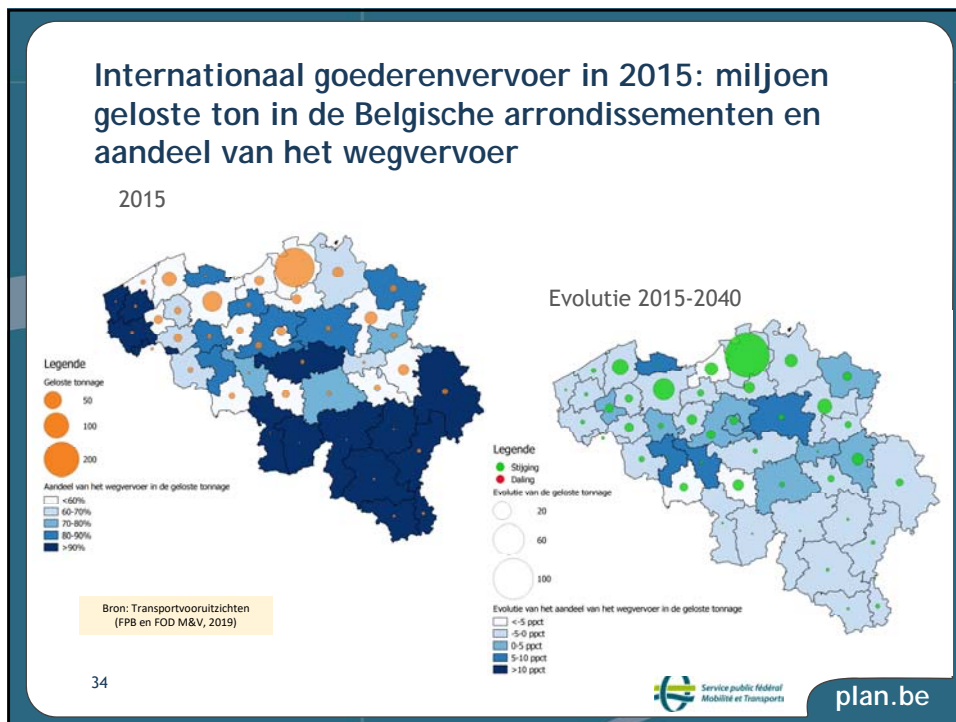 Internationaal goederenvervoer in 2015: miljoen
geloste ton in de Belgische arrondissementen en
aandeel van het wegvervoer
2015
Legende
Geloste tonnage
50
100
200
Aandeel van het wegvervoer in de geloste tonnage
<60%
60-70%
70-80%
80-90%
>90%
Evolutie 2015-2040
Legende
Stijging
Daling
Evolutie van de geloste tonnage
20
60
100
Evolutie van het aandeel van het wegvervoer in de geloste tonnage
<-5 ppct
-5-0 ppct
0-5 ppct
5-10 ppct
>10 ppct
Bron: Transportvooruitzichten
(FPB en FOD M&V, 2019)
34
Service public fédéral
Mobilité et Transports
plan.be